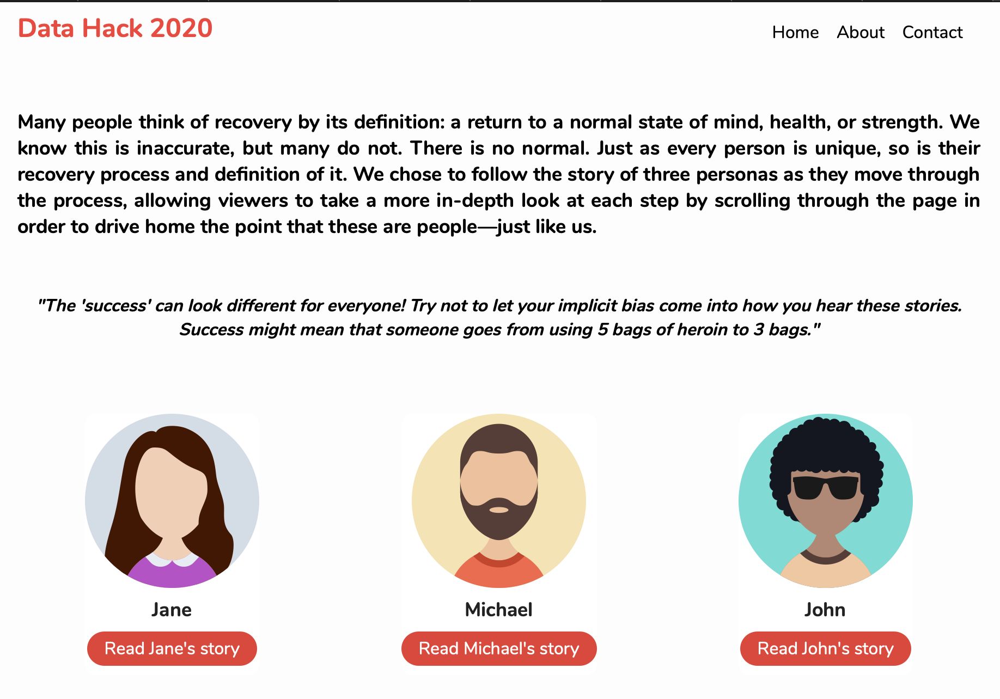 Data Hack 2020
Home About Contact
Many people think of recovery by its definition: a return to a normal state of mind, health, or strength. We
know this is inaccurate, but many do not. There is no normal. Just as every person is unique, so is their
recovery process and definition of it. We chose to follow the story of three personas as they move through
the process, allowing viewers to take a more in-depth look at each step by scrolling through the page in
order to drive home the point that these are people—just like us.
"The 'success' can look different for everyone! Try not to let your implicit bias come into how you hear these stories.
Success might mean that someone goes from using 5 bags of heroin to 3 bags."
Jane
Michael
John
Read Jane's story
Read Michael's story
Read John's story